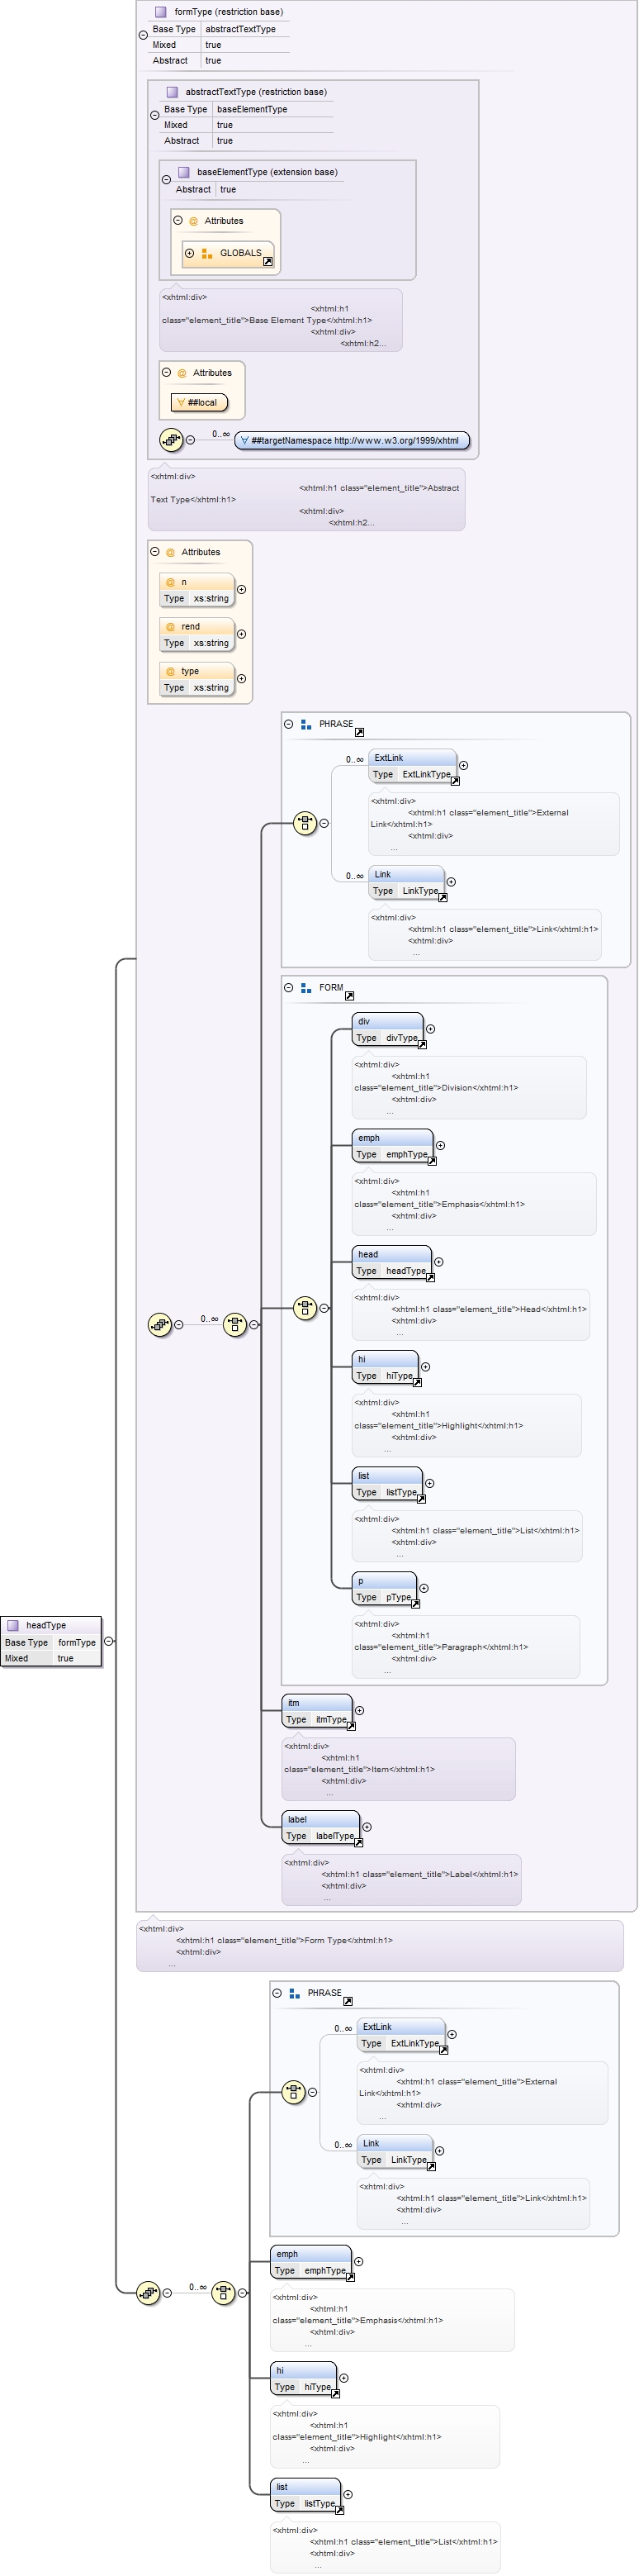 formType (restriction base)
Base Type abstractTextType
Mixed true
Abstract true
abstractTextType (restriction base)
Base Type baseElementType
Mixed true
Abstract true
baseElementType (extension base)
Abstract true
@ Attributes
GLOBALS
<xhtml:div>
<xhtml:h1
class="element_title">Base Element Type</xhtml:h1>
<xhtml:div>
<xhtml:h2...
@ Attributes
##local
0..∞ ##targetNamespace http://www.w3.org/1999/xhtml
<xhtml:div>
<xhtml:h1 class="element_title">Abstract
Text Type</xhtml:h1>
<xhtml:div>
<xhtml:h2...
@ Attributes
@ n
Type xs:string
@ rend
Type xs:string
@ type
Type xs:string
PHRASE
0..∞ ExtLink
Type ExtLinkType
<xhtml:div>
<xhtml:h1 class="element_title">External
Link</xhtml:h1>
<xhtml:div>
...
0..∞ Link
Type LinkType
<xhtml:div>
<xhtml:h1 class="element_title">Link</xhtml:h1>
<xhtml:div>
...
FORM
div
Type divType
<xhtml:div>
<xhtml:h1
class="element_title">Division</xhtml:h1>
<xhtml:div>
...
emph
Type emphType
<xhtml:div>
<xhtml:h1
class="element_title">Emphasis</xhtml:h1>
<xhtml:div>
...
head
Type headType
<xhtml:div>
<xhtml:h1 class="element_title">Head</xhtml:h1>
<xhtml:div>
...
0..∞
hi
Type hiType
<xhtml:div>
<xhtml:h1
class="element_title">Highlight</xhtml:h1>
<xhtml:div>
...
list
Type listType
<xhtml:div>
<xhtml:h1 class="element_title">List</xhtml:h1>
<xhtml:div>
...
p
Type pType
<xhtml:div>
<xhtml:h1
class="element_title">Paragraph</xhtml:h1>
<xhtml:div>
...
headType
Base Type formType
Mixed true
itm
Type itmType
<xhtml:div>
<xhtml:h1
class="element_title">Item</xhtml:h1>
<xhtml:div>
...
label
Type labelType
<xhtml:div>
<xhtml:h1 class="element_title">Label</xhtml:h1>
<xhtml:div>
...
<xhtml:div>
<xhtml:h1 class="element_title">Form Type</xhtml:h1>
<xhtml:div>
...
PHRASE
0..∞ ExtLink
Type ExtLinkType
<xhtml:div>
<xhtml:h1 class="element_title">External
Link</xhtml:h1>
<xhtml:div>
...
0..∞ Link
Type LinkType
<xhtml:div>
<xhtml:h1 class="element_title">Link</xhtml:h1>
<xhtml:div>
...
emph
Type emphType
0..∞
<xhtml:div>
<xhtml:h1
class="element_title">Emphasis</xhtml:h1>
<xhtml:div>
...
hi
Type hiType
<xhtml:div>
<xhtml:h1
class="element_title">Highlight</xhtml:h1>
<xhtml:div>
...
list
Type listType
<xhtml:div>
<xhtml:h1 class="element_title">List</xhtml:h1>
<xhtml:div>
...